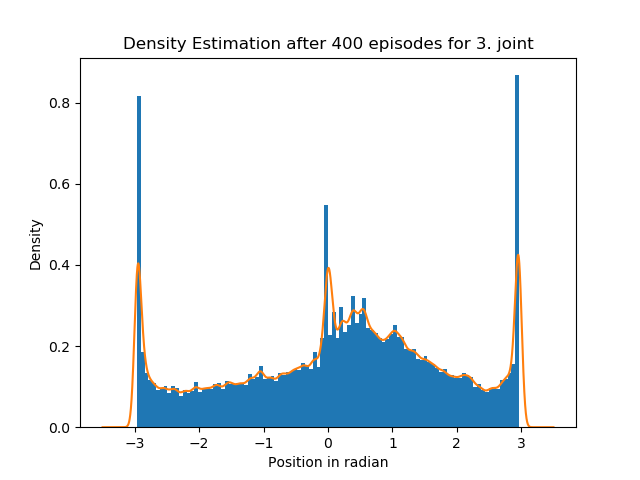 Density Estimation after 400 episodes for 3. joint
Density
0.8
0.6
0.4
0.2
0.0
−3 −2 −1 0 1 2 3
Position in radian